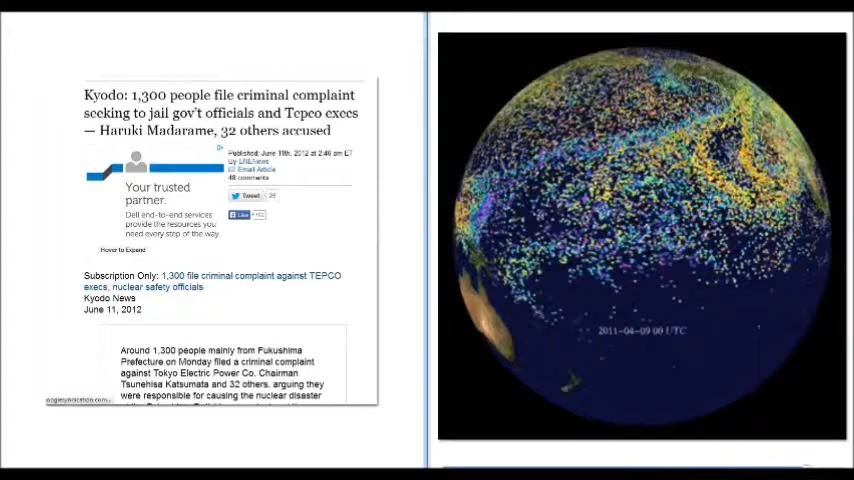 Kyodo: 1,300 people file criminal complaint
seeking to jail gov't officials and Tepco execs
— Haruki Madarame, 32 others accused
Published: June 11th, 2012 at 2:46 am ET
By ENENews
Email Article
48 comments
Tweet
Like
Your trusted
partner.
Dell end-to-end services
provide the resources you
need every step of the way
Hover to Expand
Subscription Only: 1,300 file criminal complaint against TEPCO
execs, nuclear safety officials
Kyodo News
June 11, 2012
Around 1,300 people mainly from Fukushima
Prefecture on Monday filed a criminal complaint
against Tokyo Electric Power Co. Chairman
Tsunehisa Katsumata and 32 others, arguing they
were responsible for causing the nuclear disaster
2011-04-09 00 UTC